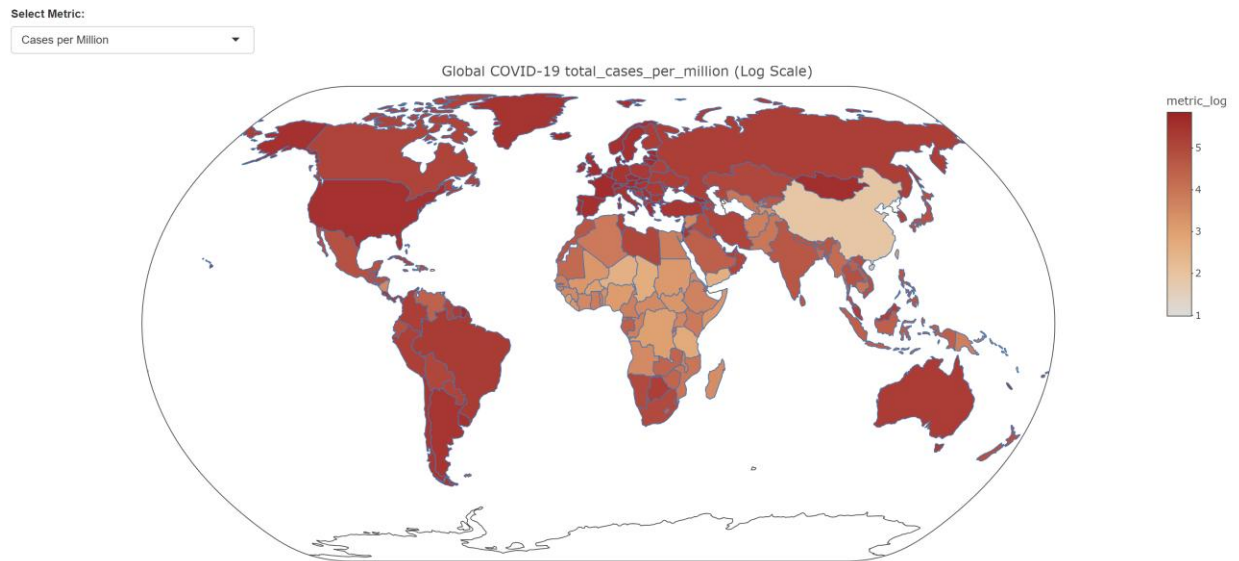 Select Metric:
Cases per Million
Global COVID-19 total_cases_per_million (Log Scale)
metric_log
5
4
3
2
1